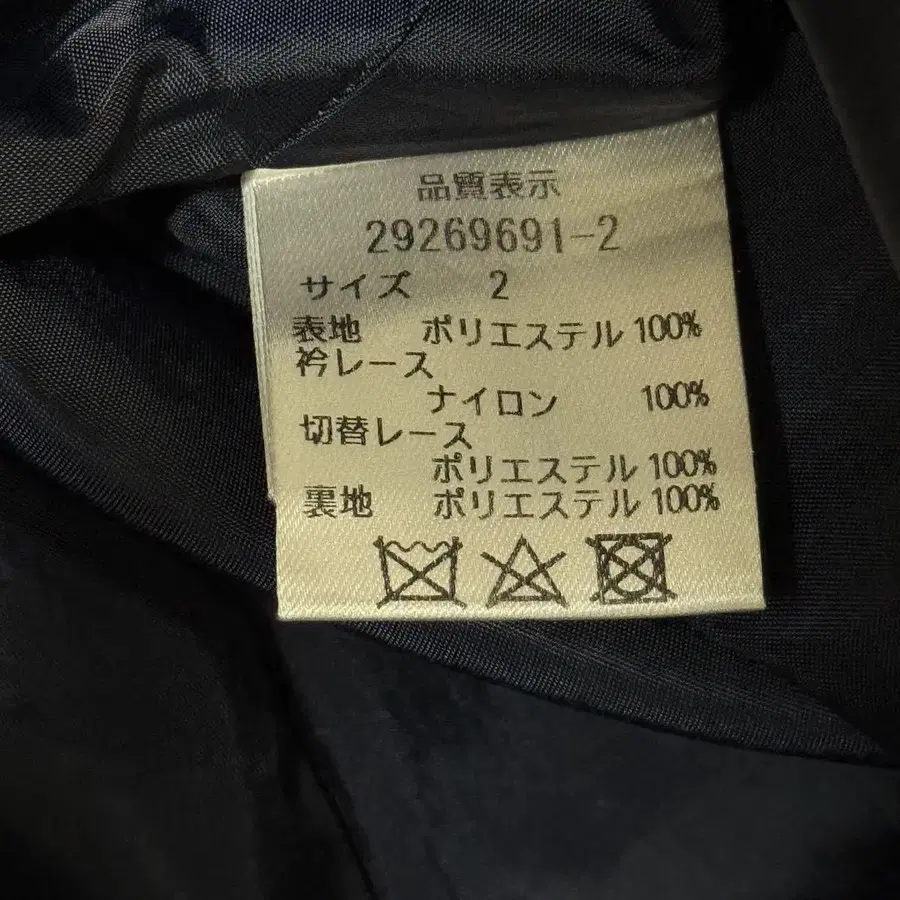 品質表示
29269691-2
サイズ 2
表地 ポリエステル 100%
衿レース
ナイロン 100%
切替レース
ポリエステル 100%
裏地 ポリエステル 100%